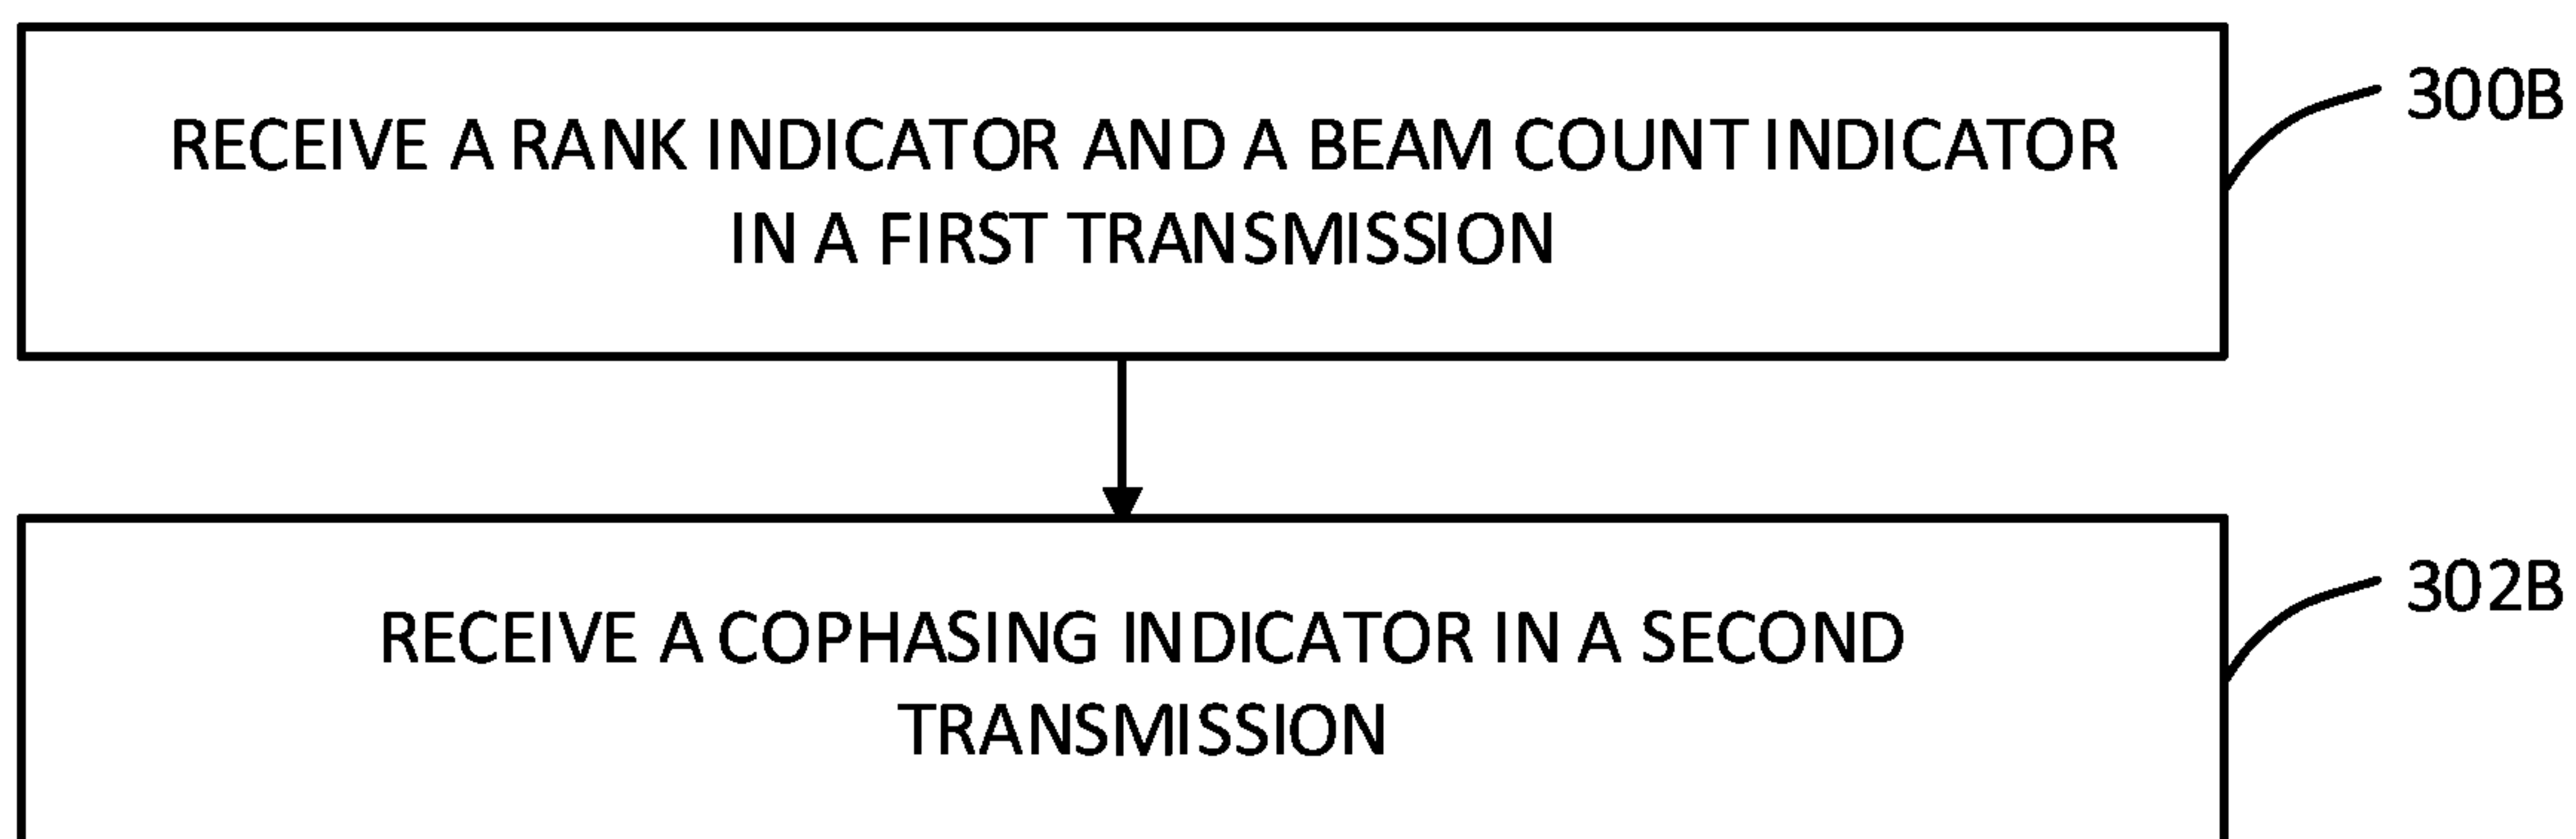 RECEIVE A RANK INDICATOR AND A BEAM COUNT INDICATOR
IN A FIRST TRANSMISSION
300B
RECEIVE A COPHASING INDICATOR IN A SECOND
TRANSMISSION
302B